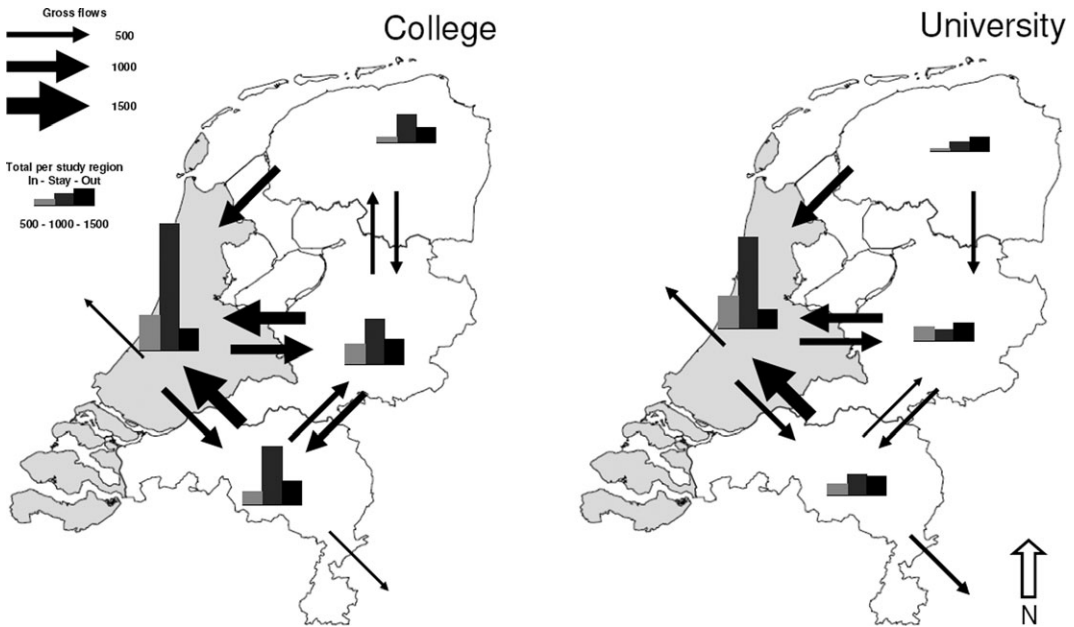 Gross flows
500
1000
1500
Total per study region
In - Stay - Out
500 - 1000 - 1500
College
University
N